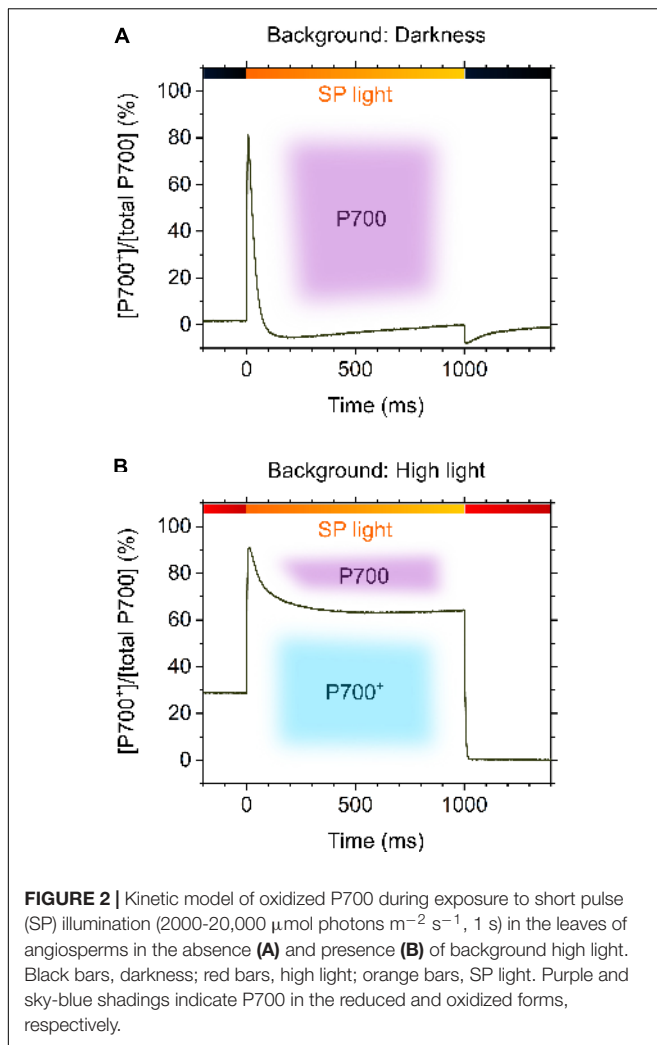 A
Background: Darkness
SP light
[P700⁺]/[total P700] (%)
100
80
60
40
20
0
P700
0
500
1000
Time (ms)
B
Background: High light
SP light
[P700⁺]/[total P700] (%)
100
80
60
40
20
0
P700
P700⁺
0
500
1000
Time (ms)
FIGURE 2 | Kinetic model of oxidized P700 during exposure to short pulse
(SP) illumination (2000-20,000 μmol photons m⁻² s⁻¹, 1 s) in the leaves of
angiosperms in the absence (A) and presence (B) of background high light.
Black bars, darkness; red bars, high light; orange bars, SP light. Purple and
sky-blue shadings indicate P700 in the reduced and oxidized forms,
respectively.